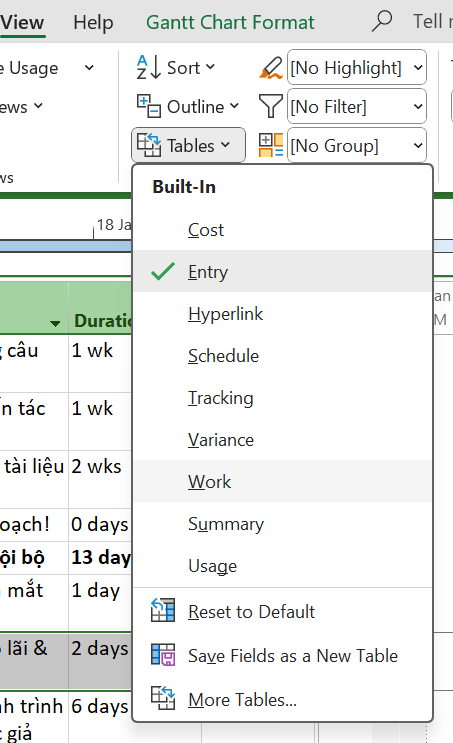 View Help Gantt Chart Format Tell
Usage Sort [No Highlight]
Outline [No Filter]
Tables [No Group]
Built-In
18 Ja
Cost
Entry
Hyperlink
Schedule
Tracking
Variance
Work
Summary
Usage
Reset to Default
Save Fields as a New Table
More Tables...
Duratio
câu 1 wk
tác 1 wk
tài liệu 2 wks
oạch! 0 days
ội bộ 13 day
mắt 1 day
lãi & 2 days
nh trình 6 days
giả
an
M